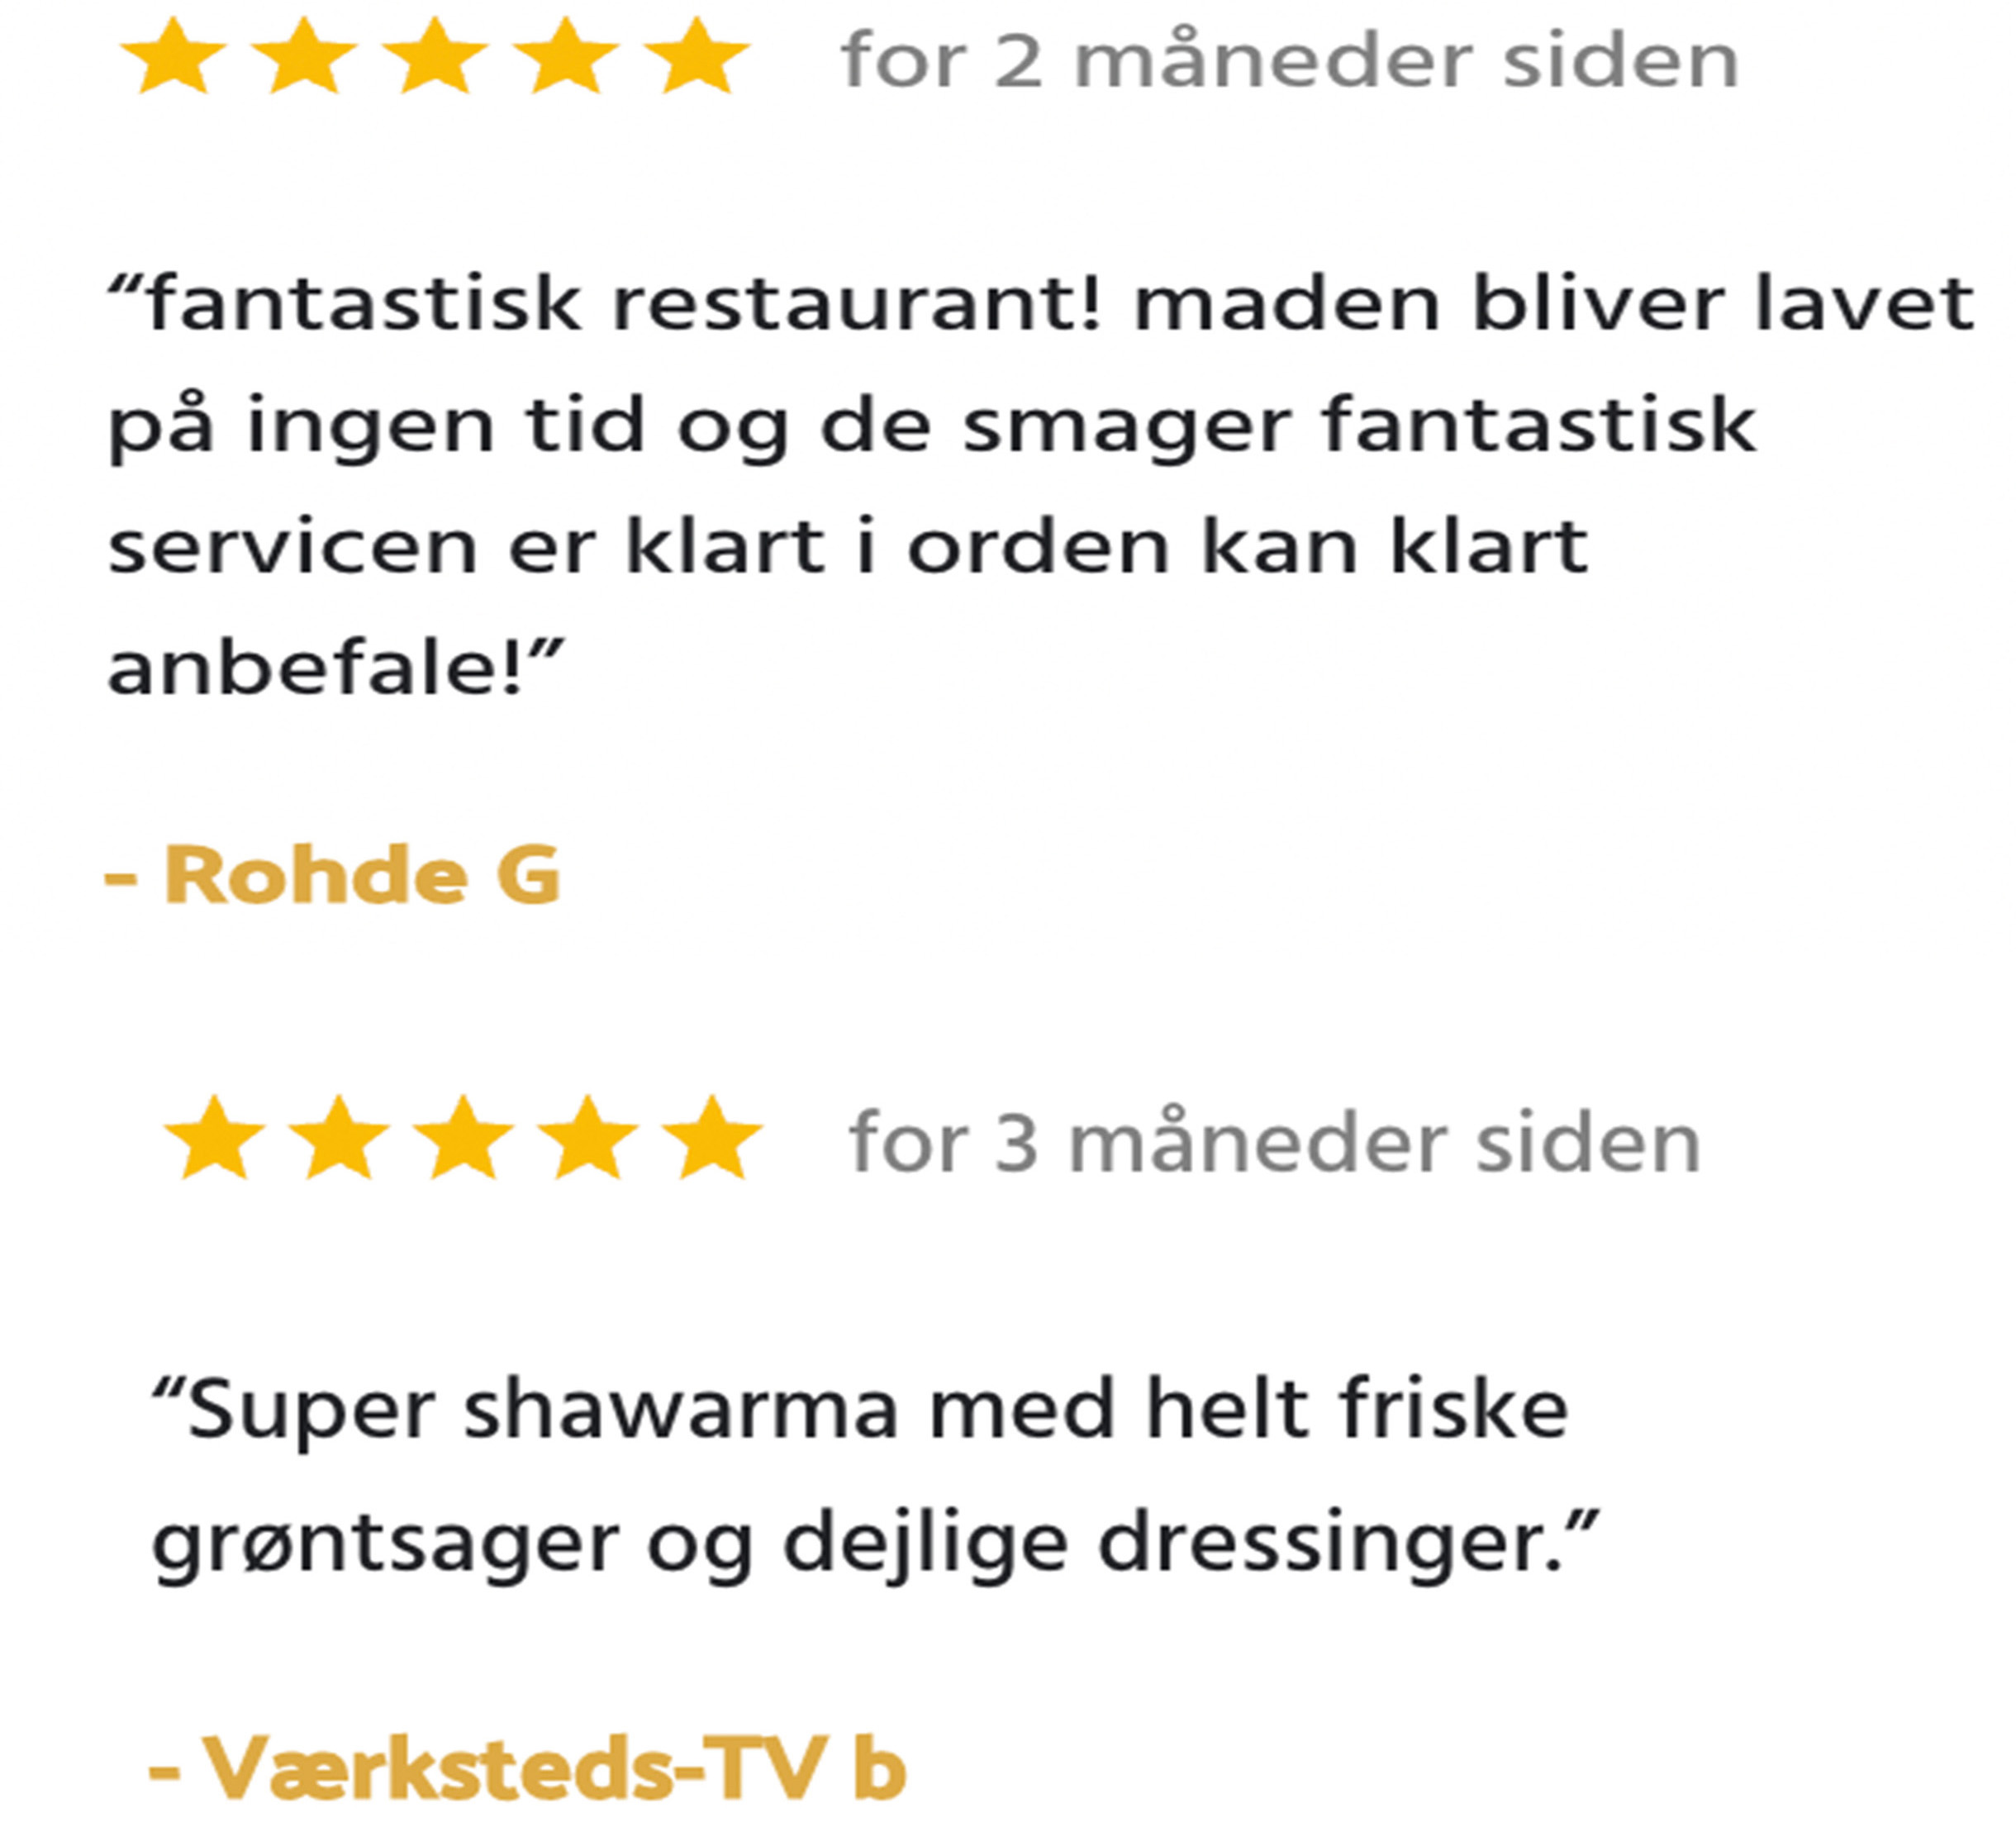 for 2 måneder siden
“fantastisk restaurant! maden bliver lavet
på ingen tid og de smager fantastisk
servicen er klart i orden kan klart
anbefale!”
- Rohde G
for 3 måneder siden
“Super shawarma med helt friske
grøntsager og dejlige dressinger.”
- Værksteds-TV b